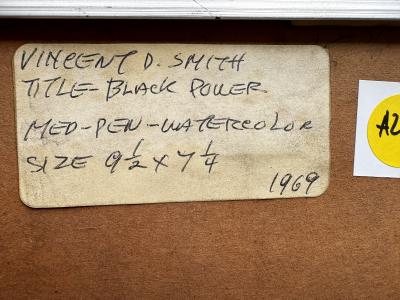 VINCENT D. SMITH
TITLE- BLACK POWER
MED-PEN-WATERCOLOR
SIZE 9 1/2 X 7 1/4
1969